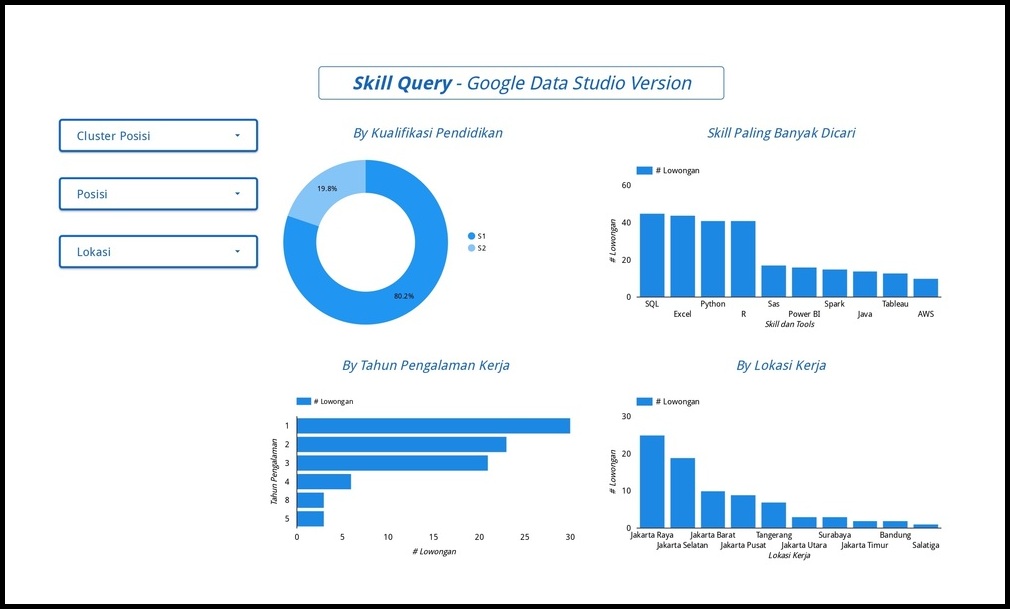 Skill Query - Google Data Studio Version
Cluster Posisi
Posisi
Lokasi
By Kualifikasi Pendidikan
19.8%
80.2%
S1
S2
Skill Paling Banyak Dicari
# Lowongan
# Lowongan
60
40
20
0
SQL Python Sas Spark Tableau
Excel R Power BI Java AWS
Skill dan Tools
By Tahun Pengalaman Kerja
# Lowongan
Tahun Pengalaman
1
2
3
4
8
5
0 5 10 15 20 25 30
# Lowongan
By Lokasi Kerja
# Lowongan
# Lowongan
30
20
10
0
Jakarta Raya Jakarta Barat Tangerang Surabaya Bandung
Jakarta Selatan Jakarta Pusat Jakarta Utara Jakarta Timur Salatiga
Lokasi Kerja